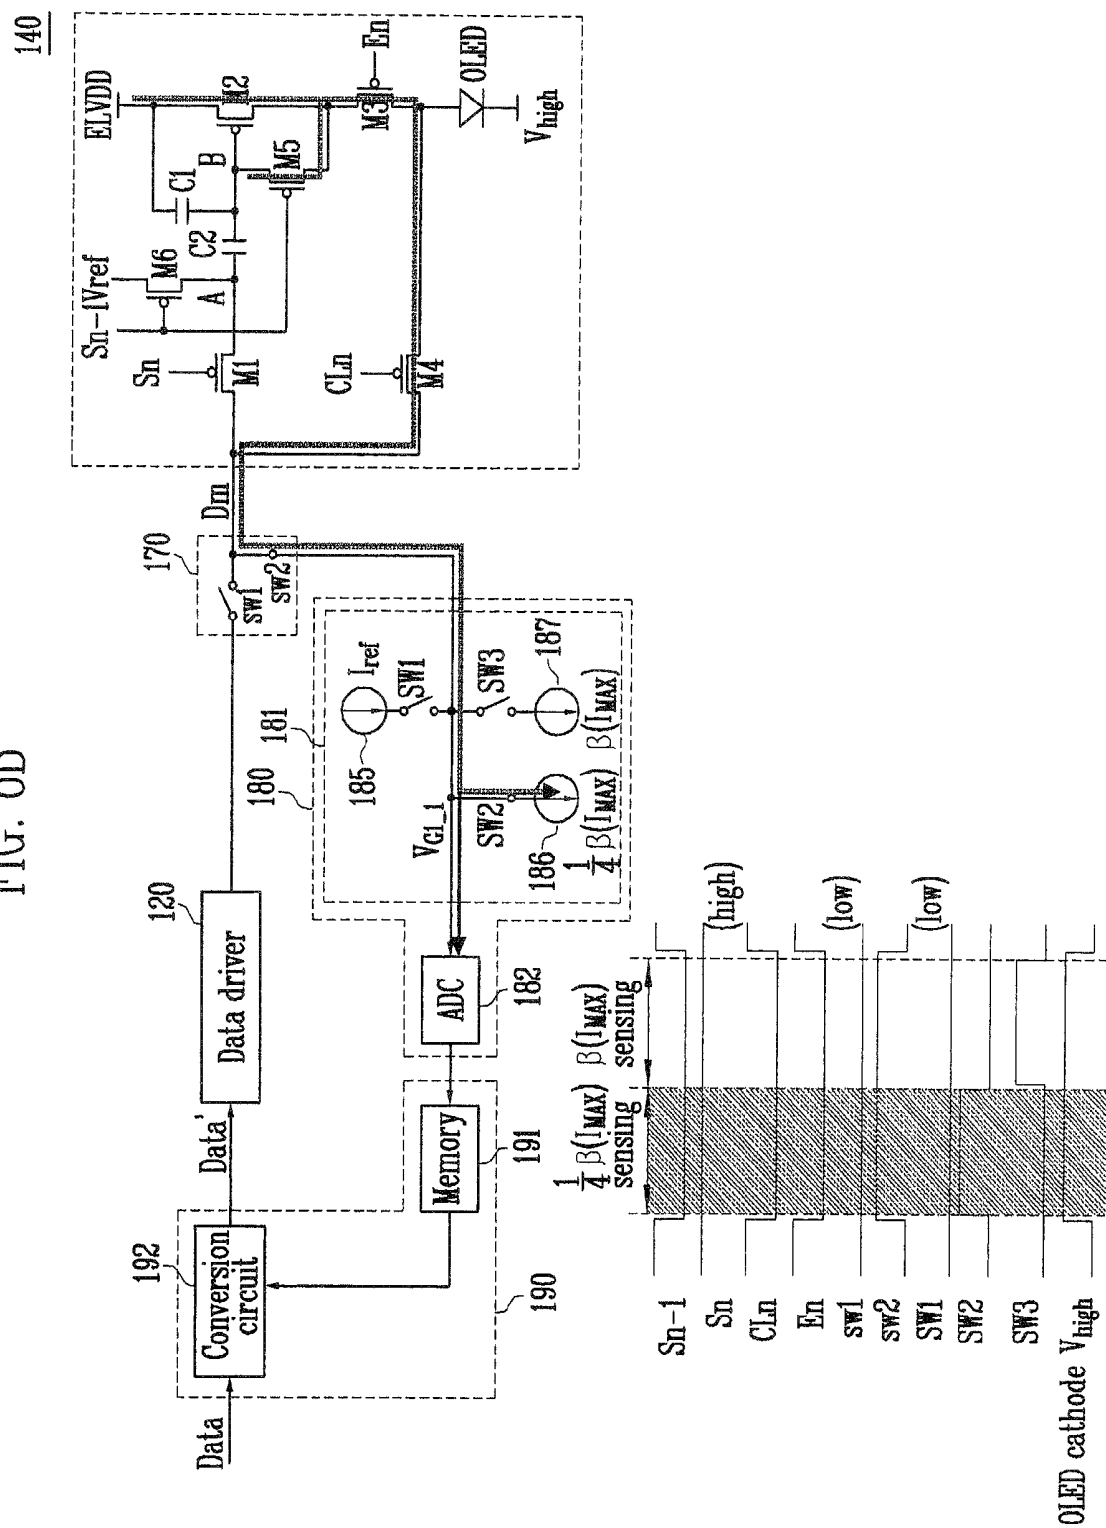 140
ELVDD
M2
En
M3
OLED
Vhigh
B
C1
M5
C2
M6
A
Sn-1
Vref
Sn
M1
CLn
M4
Dm
170
sw1
sw2
180
181
Iref
185
SW1
SW3
187
β(IMAX)
VG1_1
SW2
186
1/4 β(IMAX)
120
Data driver
ADC
182
Data'
Memory
191
192
Conversion
circuit
190
Data
1/4 β(IMAX)
sensing
β(IMAX)
sensing
Sn-1
Sn
(high)
CLn
En
sw1
(low)
sw2
SW1
(low)
SW2
SW3
OLED cathode Vhigh